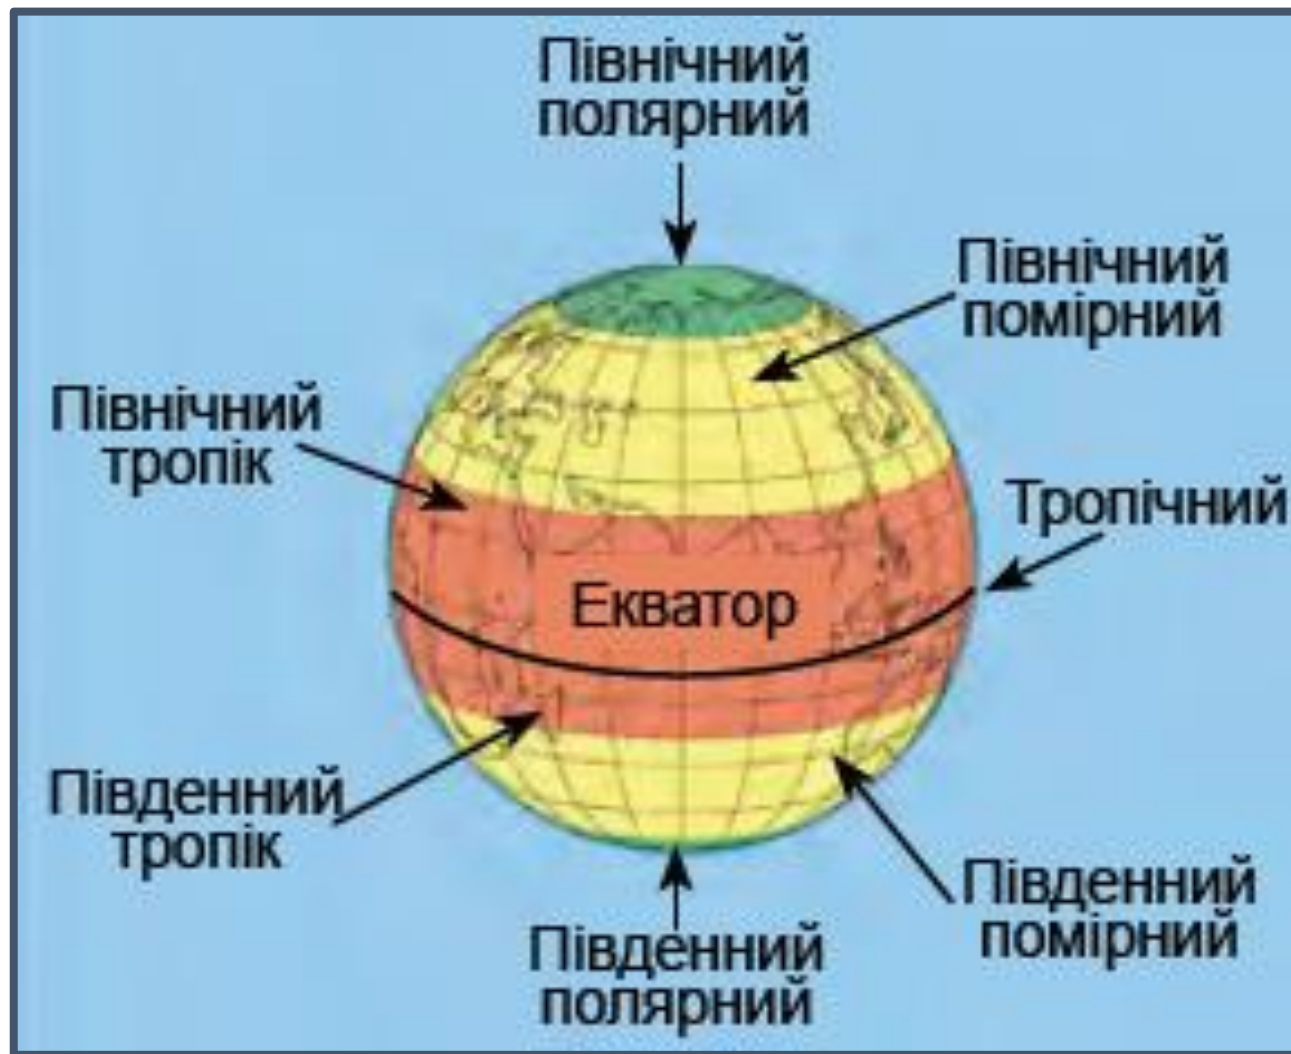 Північний
полярний
Північний
помірний
Північний
тропік
Тропічний
Екватор
Південний
тропік
Південний
помірний
Південний
полярний